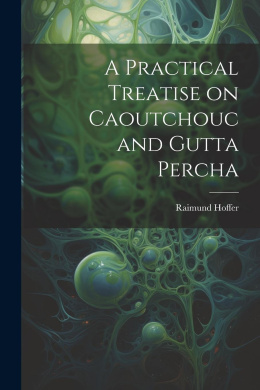 A Practical
Treatise on
Caoutchouc
and Gutta
Percha
Raimund Hoffer